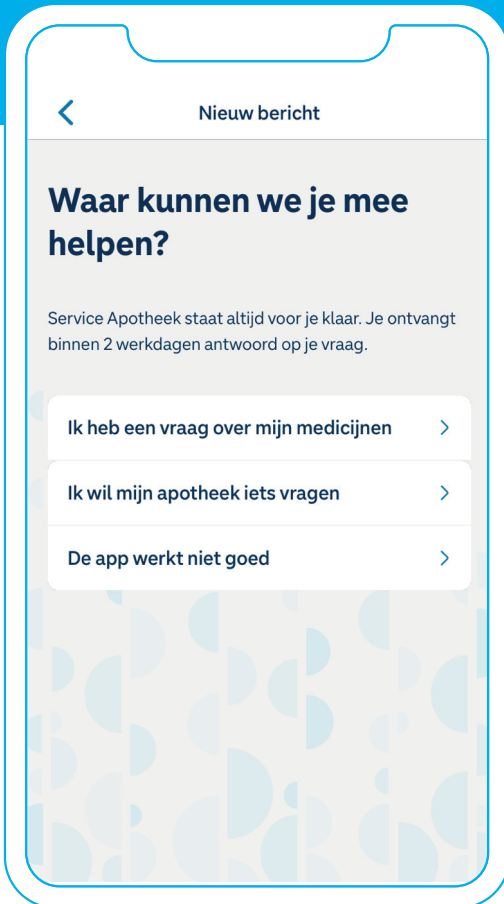 Nieuw bericht
Waar kunnen we je mee
helpen?
Service Apotheek staat altijd voor je klaar. Je ontvangt
binnen 2 werkdagen antwoord op je vraag.
Ik heb een vraag over mijn medicijnen
Ik wil mijn apotheek iets vragen
De app werkt niet goed